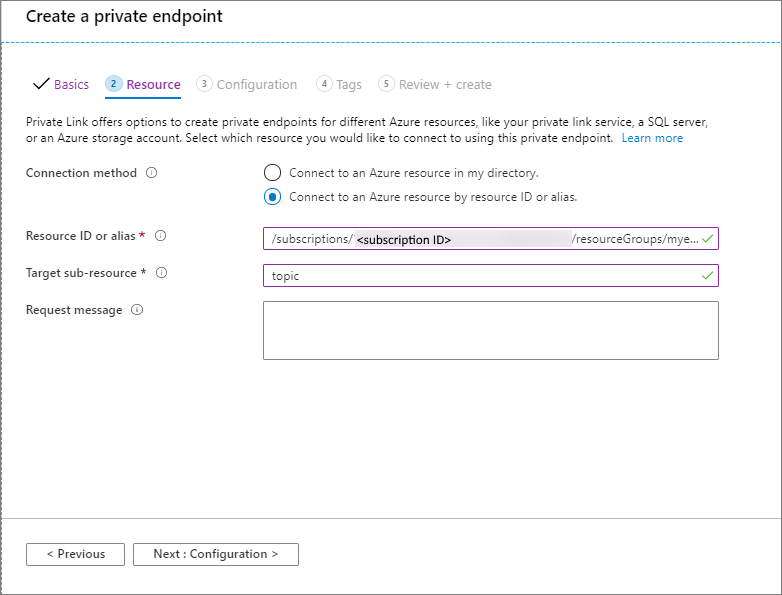 Create a private endpoint
Basics 2 Resource 3 Configuration 4 Tags 5 Review + create
Private Link offers options to create private endpoints for different Azure resources, like your private link service, a SQL server,
or an Azure storage account. Select which resource you would like to connect to using this private endpoint. Learn more
Connection method Connect to an Azure resource in my directory.
Connect to an Azure resource by resource ID or alias.
Resource ID or alias * /subscriptions/<subscription ID> /resourceGroups/mye...
Target sub-resource * topic
Request message
< Previous Next : Configuration >